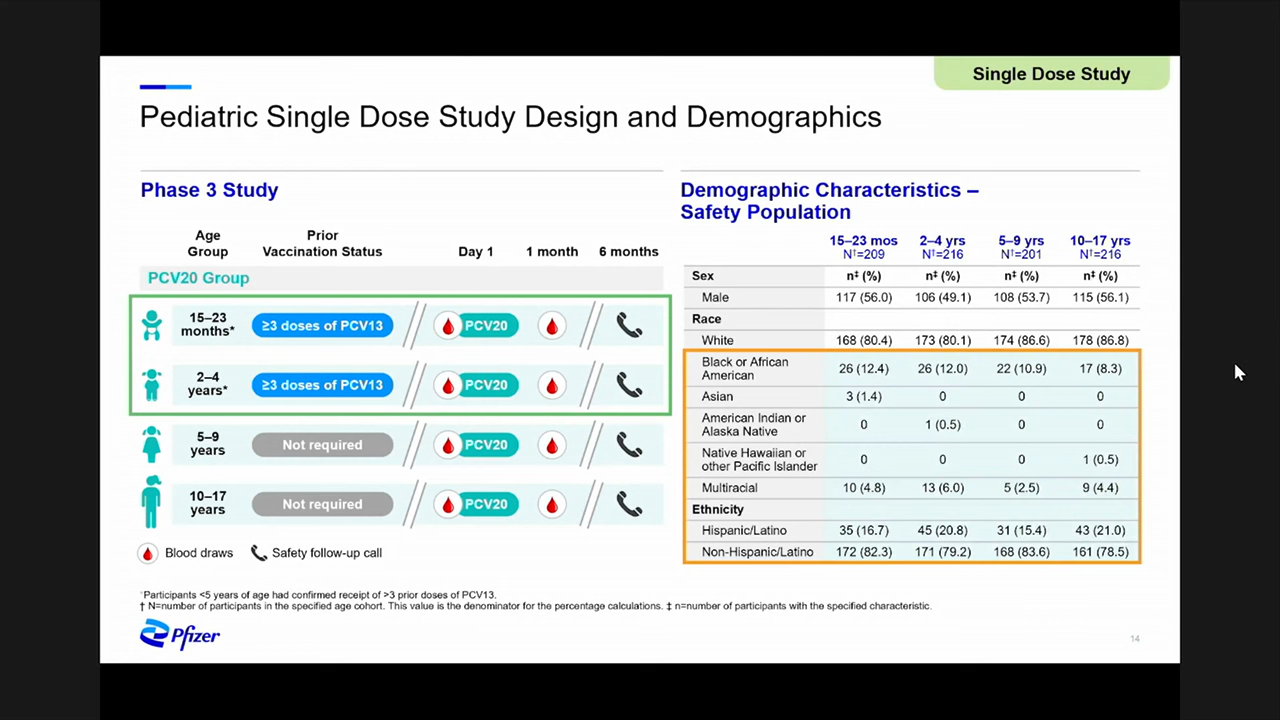 Single Dose Study
Pediatric Single Dose Study Design and Demographics
Phase 3 Study
Age Group
Prior Vaccination Status
Day 1
1 month
6 months
PCV20 Group
15–23 months*
≥3 doses of PCV13
PCV20
2–4 years*
≥3 doses of PCV13
PCV20
5–9 years
Not required
PCV20
10–17 years
Not required
PCV20
Blood draws
Safety follow-up call
Demographic Characteristics –
Safety Population
15–23 mos 2–4 yrs 5–9 yrs 10–17 yrs
N†=209 N†=216 N†=201 N†=216
Sex n‡ (%) n‡ (%) n‡ (%) n‡ (%)
Male 117 (56.0) 106 (49.1) 108 (53.7) 115 (56.1)
Race
White 168 (80.4) 173 (80.1) 174 (86.6) 178 (86.8)
Black or African American 26 (12.4) 26 (12.0) 22 (10.9) 17 (8.3)
Asian 3 (1.4) 0 0 0
American Indian or Alaska Native 0 1 (0.5) 0 0
Native Hawaiian or other Pacific Islander 0 0 0 1 (0.5)
Multiracial 10 (4.8) 13 (6.0) 5 (2.5) 9 (4.4)
Ethnicity
Hispanic/Latino 35 (16.7) 45 (20.8) 31 (15.4) 43 (21.0)
Non-Hispanic/Latino 172 (82.3) 171 (79.2) 168 (83.6) 161 (78.5)
*Participants <5 years of age had confirmed receipt of >3 prior doses of PCV13.
† N=number of participants in the specified age cohort. This value is the denominator for the percentage calculations. ‡ n=number of participants with the specified characteristic.
Pfizer
14